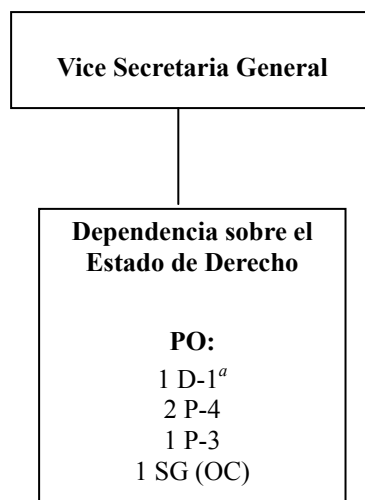 Vice Secretaria General
Dependencia sobre el
Estado de Derecho
PO:
1 D-1ª
2 P-4
1 P-3
1 SG (OC)